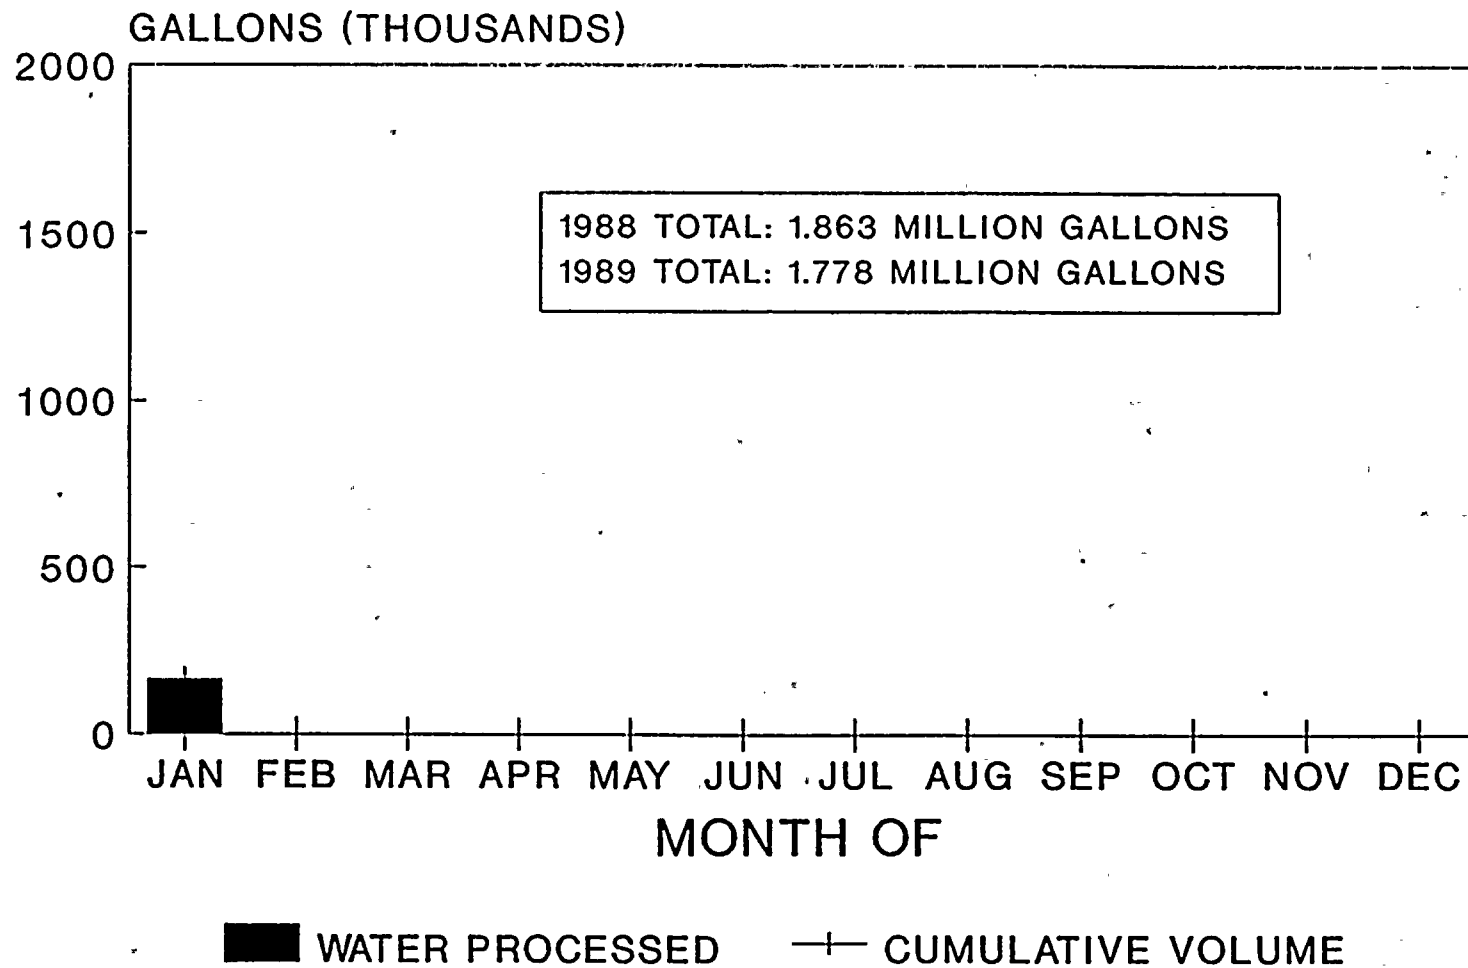 GALLONS (THOUSANDS)
2000
1500
1000
500
0
1988 TOTAL: 1.863 MILLION GALLONS
1989 TOTAL: 1.778 MILLION GALLONS
JAN FEB MAR APR MAY JUN JUL AUG SEP OCT NOV DEC
MONTH OF
WATER PROCESSED CUMULATIVE VOLUME